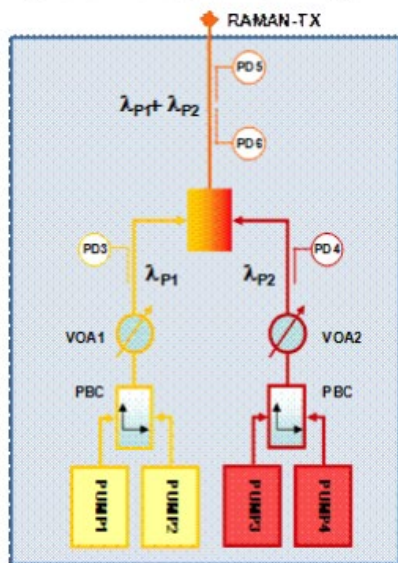 RAMAN-TX
PD5
λP1+ λP2
PD6
PD3
PD4
λP1
λP2
VOA1
VOA2
PBC
PBC
PUMP1
PUMP2
PUMP3
PUMP4